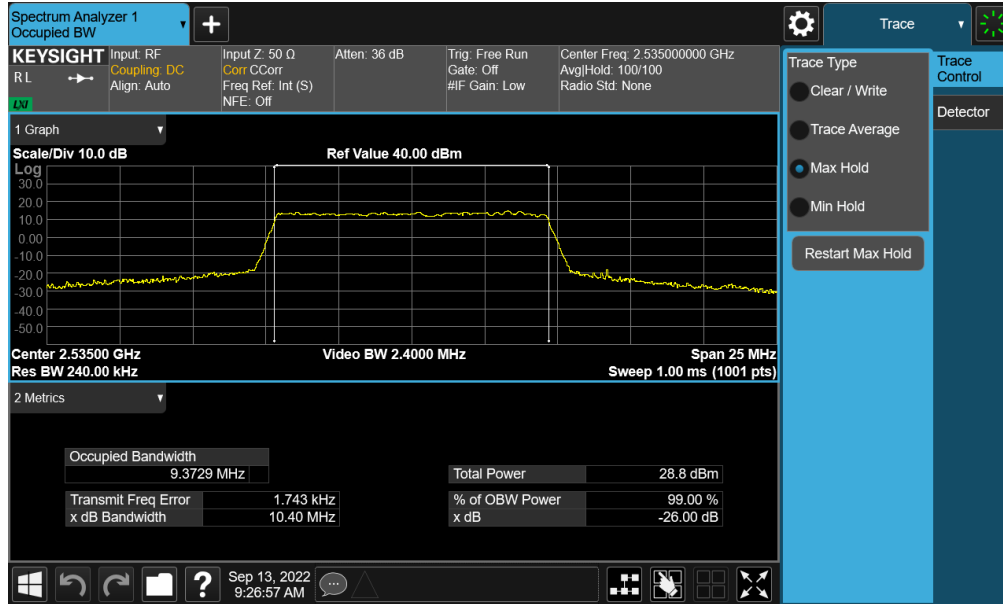 Spectrum Analyzer 1
Occupied BW
+
Trace
KEYSIGHT
R L
LXI
Input: RF
Coupling: DC
Align: Auto
Input Z: 50 Ω
Corr CCorr
Freq Ref: Int (S)
NFE: Off
Atten: 36 dB
Trig: Free Run
Gate: Off
#IF Gain: Low
Center Freq: 2.535000000 GHz
Avg|Hold: 100/100
Radio Std: None
1 Graph
Scale/Div 10.0 dB
Ref Value 40.00 dBm
Log
30.0
20.0
10.0
0.00
-10.0
-20.0
-30.0
-40.0
-50.0
Center 2.53500 GHz
Video BW 2.4000 MHz
Span 25 MHz
Res BW 240.00 kHz
Sweep 1.00 ms (1001 pts)
2 Metrics
Occupied Bandwidth
9.3729 MHz
Total Power 28.8 dBm
Transmit Freq Error 1.743 kHz
% of OBW Power 99.00 %
x dB Bandwidth 10.40 MHz
x dB -26.00 dB
Trace Type
Clear / Write
Trace Average
Max Hold
Min Hold
Restart Max Hold
Trace
Control
Detector
?
Sep 13, 2022
9:26:57 AM